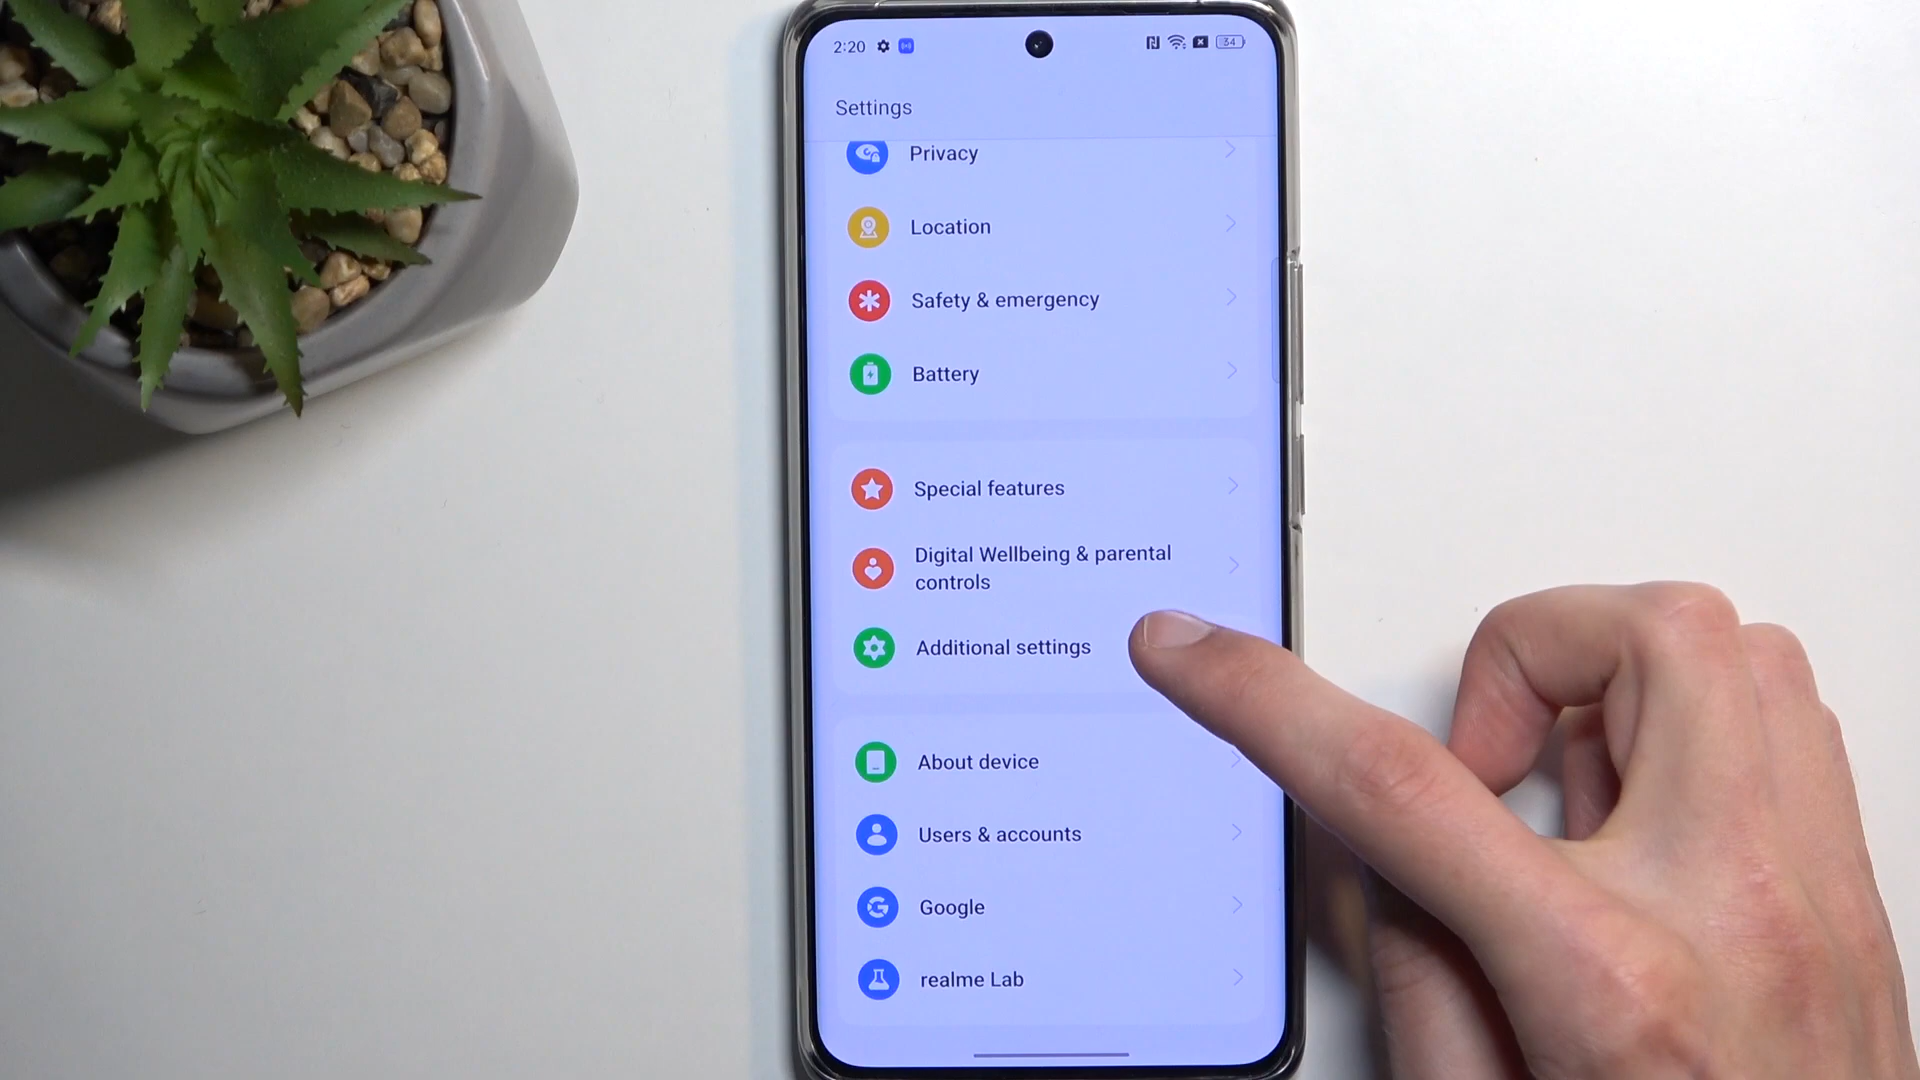 2:20
34
Settings
Privacy
Location
Safety & emergency
Battery
Special features
Digital Wellbeing & parental
controls
Additional settings
About device
Users & accounts
Google
realme Lab